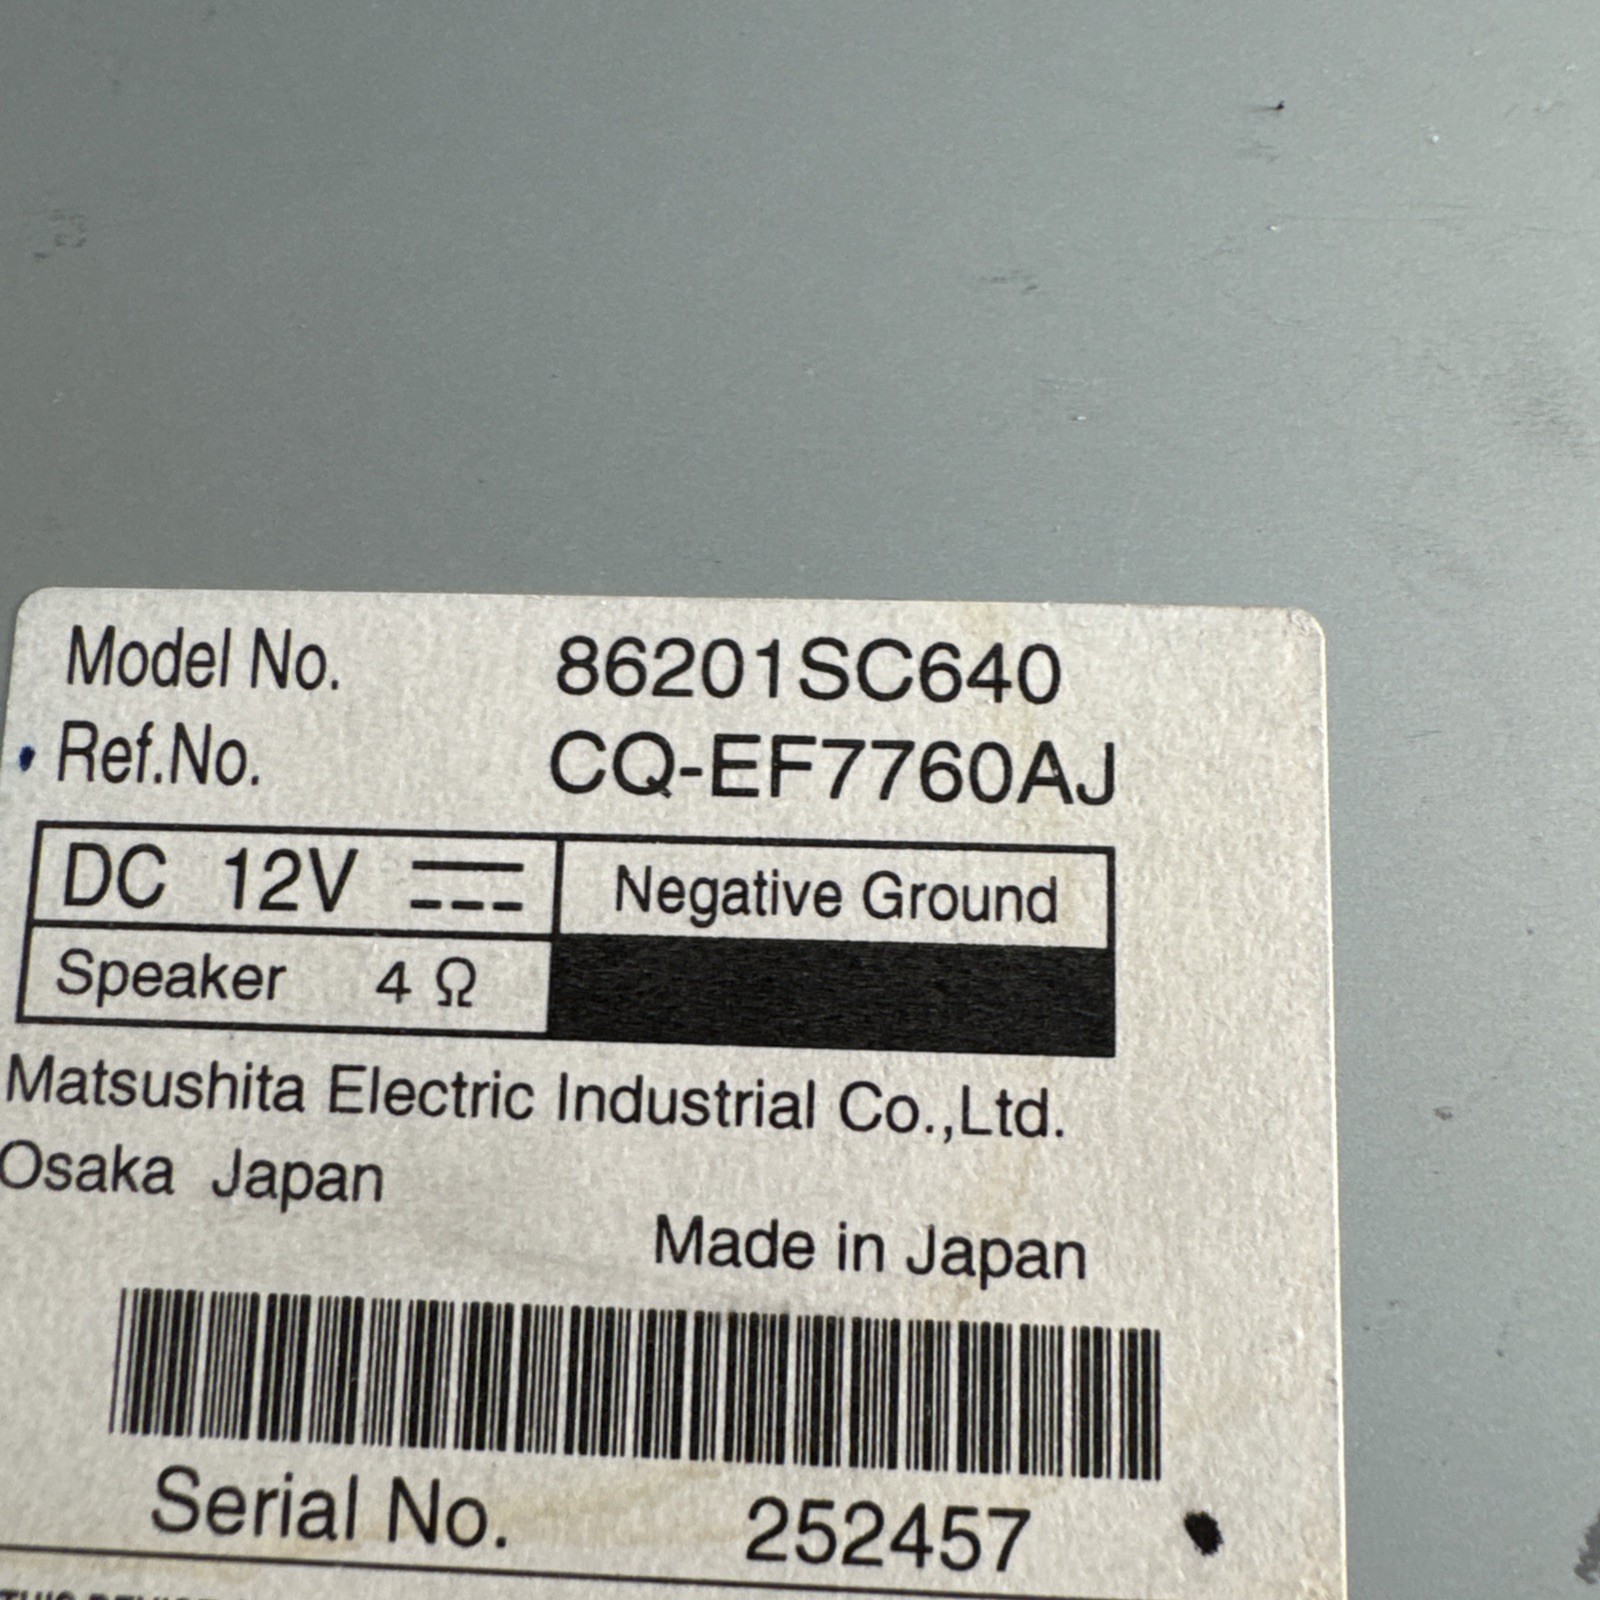 Model No. 86201SC640
Ref.No. CQ-EF7760AJ
DC 12V Negative Ground
Speaker 4 Ω
Matsushita Electric Industrial Co.,Ltd.
Osaka Japan
Made in Japan
Serial No. 252457